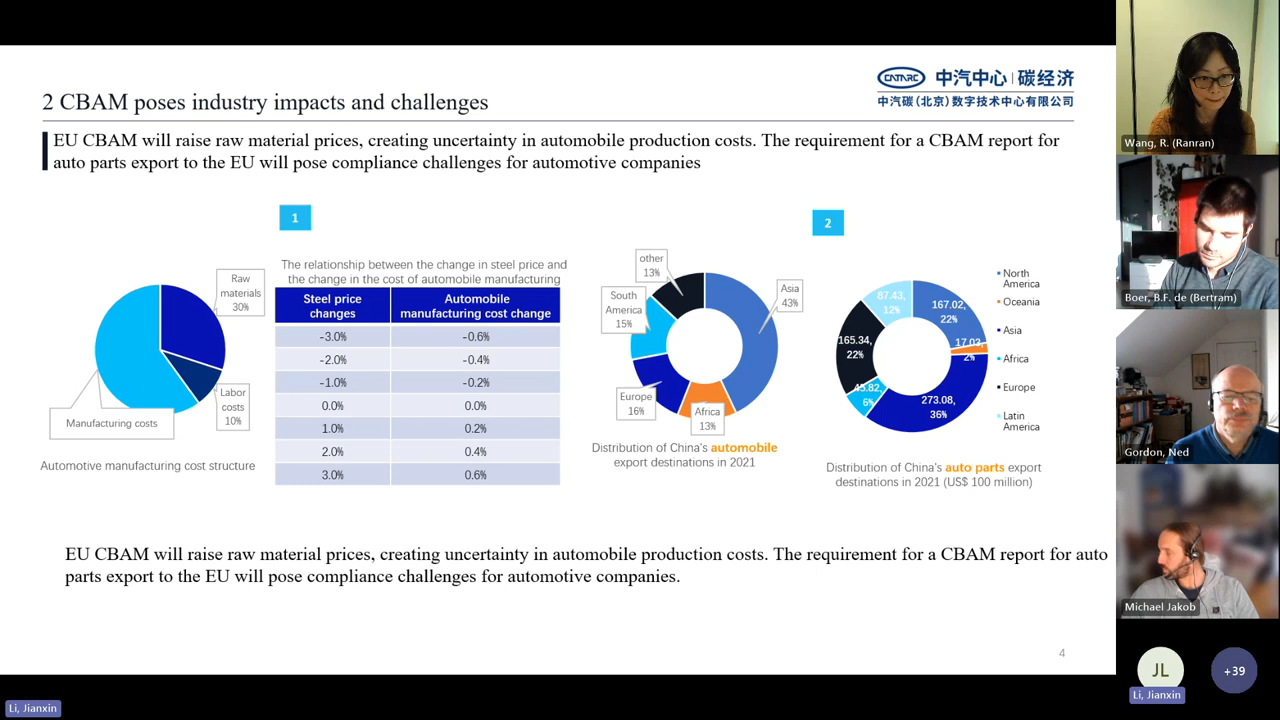 2 CBAM poses industry impacts and challenges
CATARC 中汽中心 | 碳经济
中汽碳(北京)数字技术中心有限公司
EU CBAM will raise raw material prices, creating uncertainty in automobile production costs. The requirement for a CBAM report for
auto parts export to the EU will pose compliance challenges for automotive companies
1
2
Raw
materials
30%
Labor
costs
10%
Manufacturing costs
Automotive manufacturing cost structure
The relationship between the change in steel price and
the change in the cost of automobile manufacturing
Steel price
changes
Automobile
manufacturing cost change
-3.0% -0.6%
-2.0% -0.4%
-1.0% -0.2%
0.0% 0.0%
1.0% 0.2%
2.0% 0.4%
3.0% 0.6%
other
13%
Asia
43%
South
America
15%
Europe
16%
Africa
13%
Distribution of China's automobile
export destinations in 2021
87.43,
12%
167.02,
22%
17.02,
2%
165.34,
22%
45.82,
6%
273.08,
36%
North
America
Oceania
Asia
Africa
Europe
Latin
America
Distribution of China's auto parts export
destinations in 2021 (US$ 100 million)
EU CBAM will raise raw material prices, creating uncertainty in automobile production costs. The requirement for a CBAM report for auto
parts export to the EU will pose compliance challenges for automotive companies.
4
Wang, R. (Ranran)
Boer, B.F. de (Bertram)
Gordon, Ned
Michael Jakob
JL
+39
Li, Jianxin
Li, Jianxin